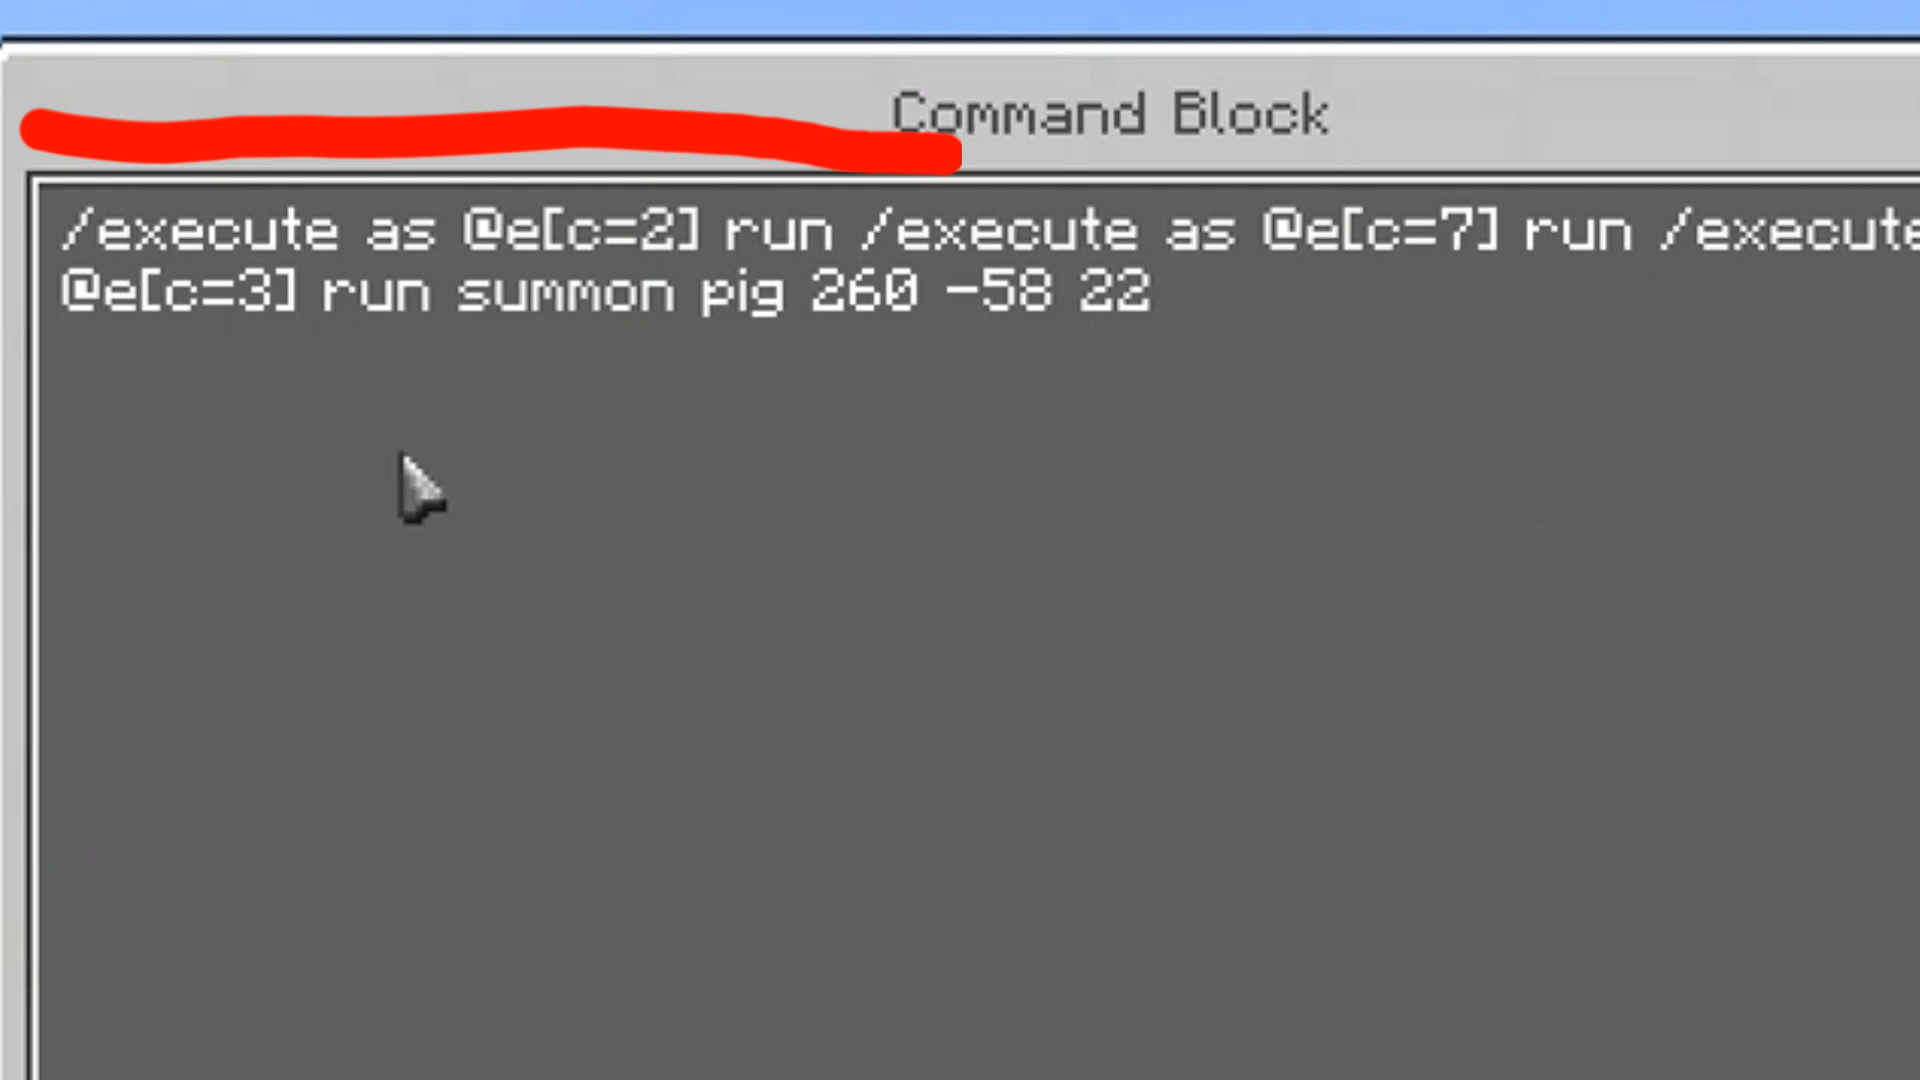 Command Block
/execute as @e[c=2] run /execute as @e[c=7] run /execute
@e[c=3] run summon pig 260 -58 22